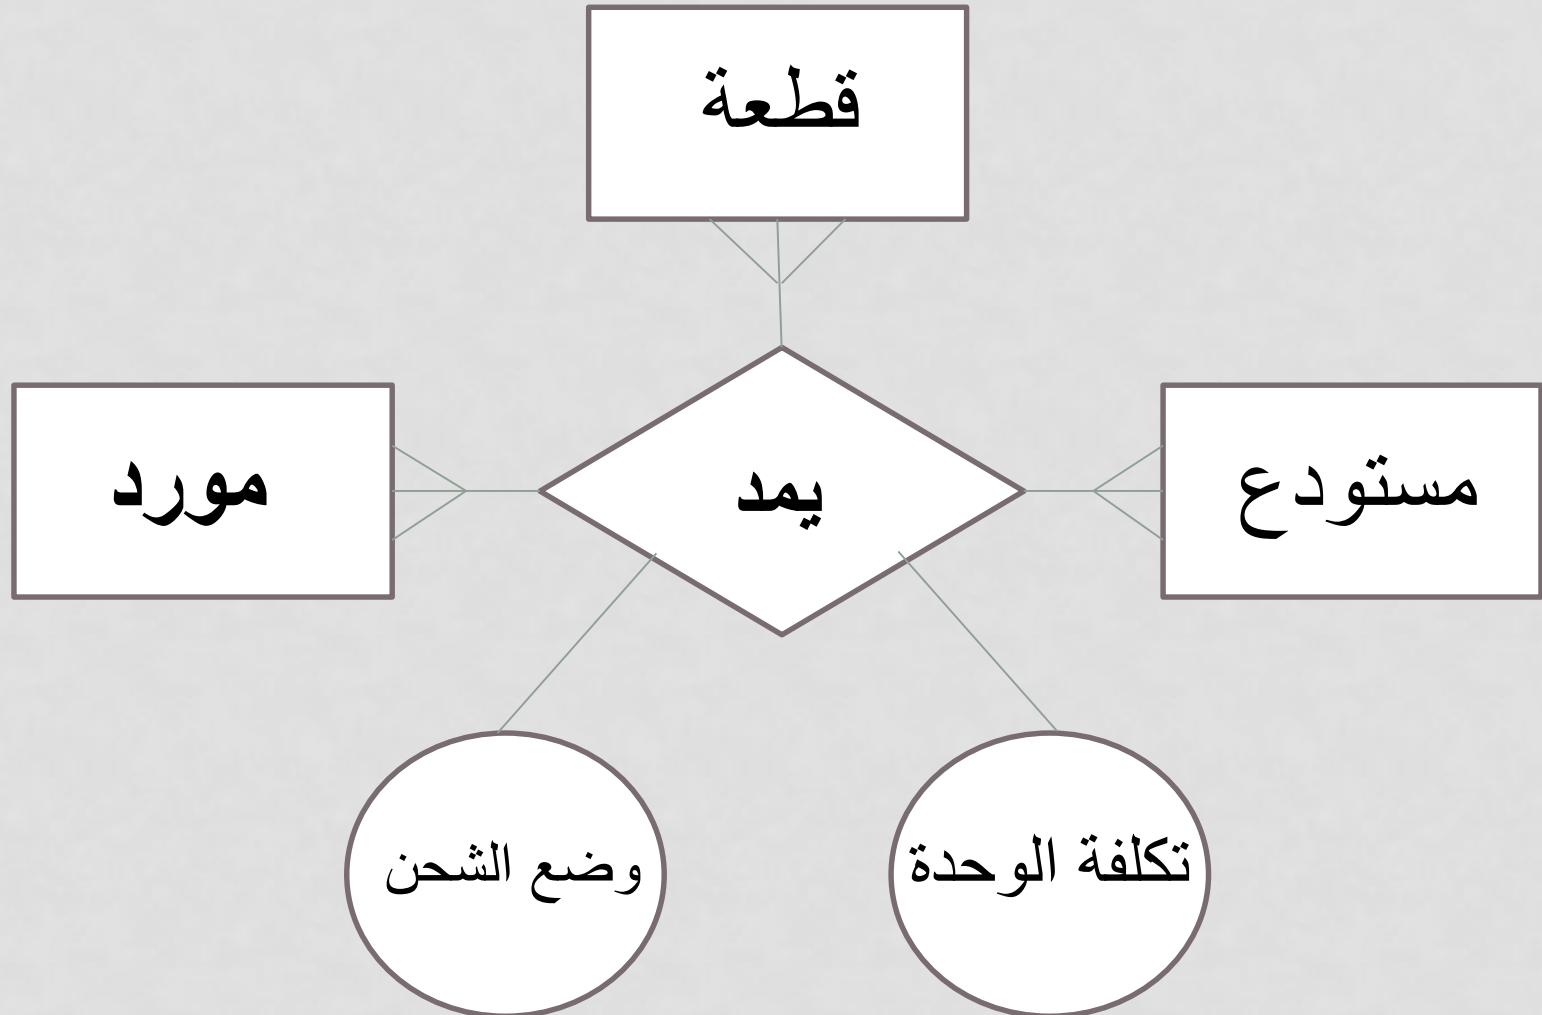 قطعة
مستودع
يمد
مورد
تكلفة الوحدة
وضع الشحن